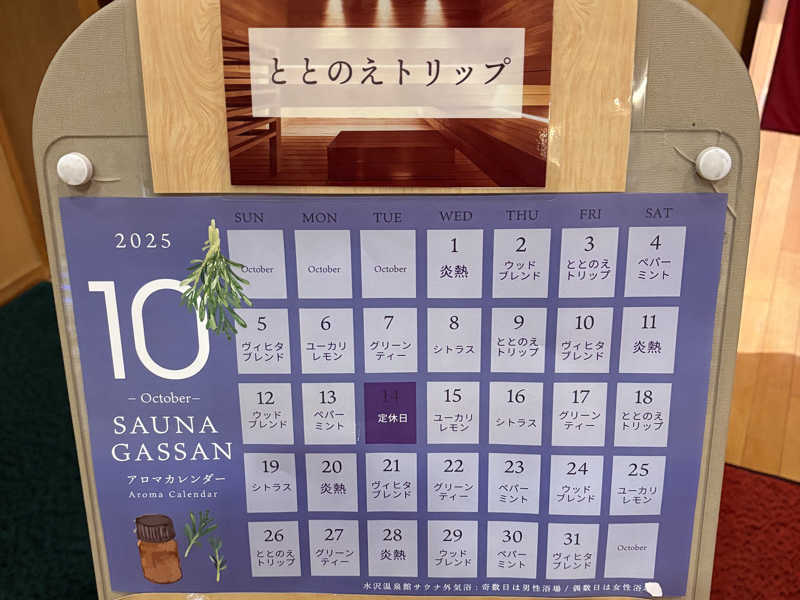 ととのえトリップ
2025
10
– October –
SAUNA
GASSAN
アロマカレンダー
Aroma Calendar
SUN MON TUE WED THU FRI SAT
October
October
October
1
炎熱
2
ウッド
ブレンド
3
ととのえ
トリップ
4
ペパー
ミント
5
ヴィヒタ
ブレンド
6
ユーカリ
レモン
7
グリーン
ティー
8
シトラス
9
ととのえ
トリップ
10
ヴィヒタ
ブレンド
11
炎熱
12
ウッド
ブレンド
13
ペパー
ミント
14
定休日
15
ユーカリ
レモン
16
シトラス
17
グリーン
ティー
18
ととのえ
トリップ
19
シトラス
20
炎熱
21
ヴィヒタ
ブレンド
22
グリーン
ティー
23
ペパー
ミント
24
ウッド
ブレンド
25
ユーカリ
レモン
26
ととのえ
トリップ
27
グリーン
ティー
28
炎熱
29
ウッド
ブレンド
30
ペパー
ミント
31
ヴィヒタ
ブレンド
October
水沢温泉館サウナ外気浴：奇数日は男性浴場 / 偶数日は女性浴